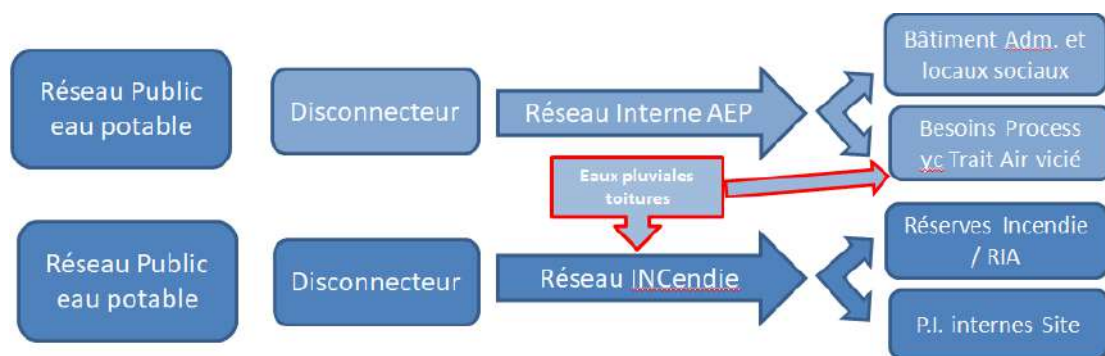 Réseau Public
eau potable
Disconnecteur
Réseau Interne AEP
Bâtiment Adm. et
locaux sociaux
Besoins Process
yc Trait Air vicié
Eaux pluviales
toitures
Réseau Public
eau potable
Disconnecteur
Réseau INCendie
Réserves Incendie
/ RIA
P.I. internes Site